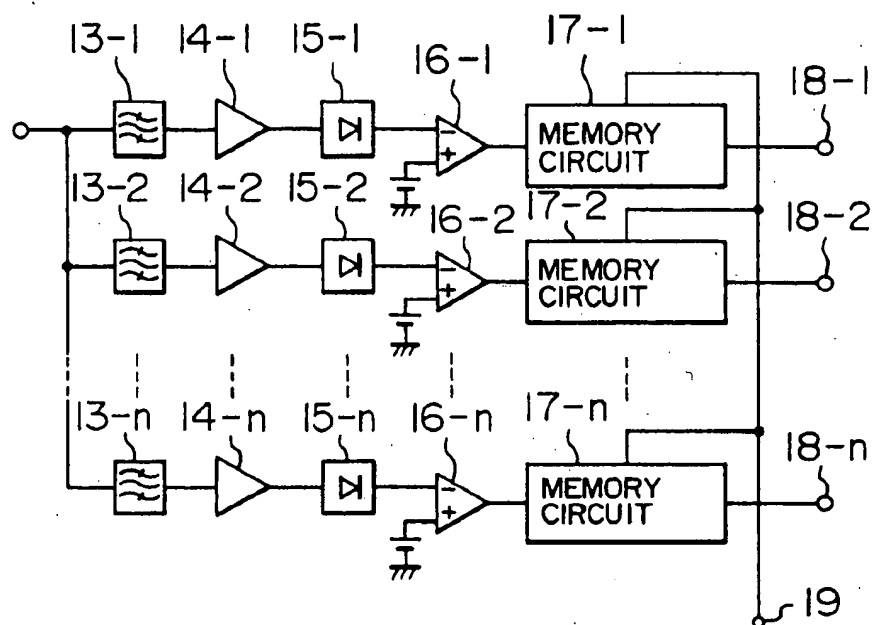 13-1 14-1 15-1 16-1 17-1 18-1
- +
MEMORY
CIRCUIT
13-2 14-2 15-2 16-2 17-2 18-2
- +
MEMORY
CIRCUIT
13-n 14-n 15-n 16-n 17-n 18-n
- +
MEMORY
CIRCUIT
19